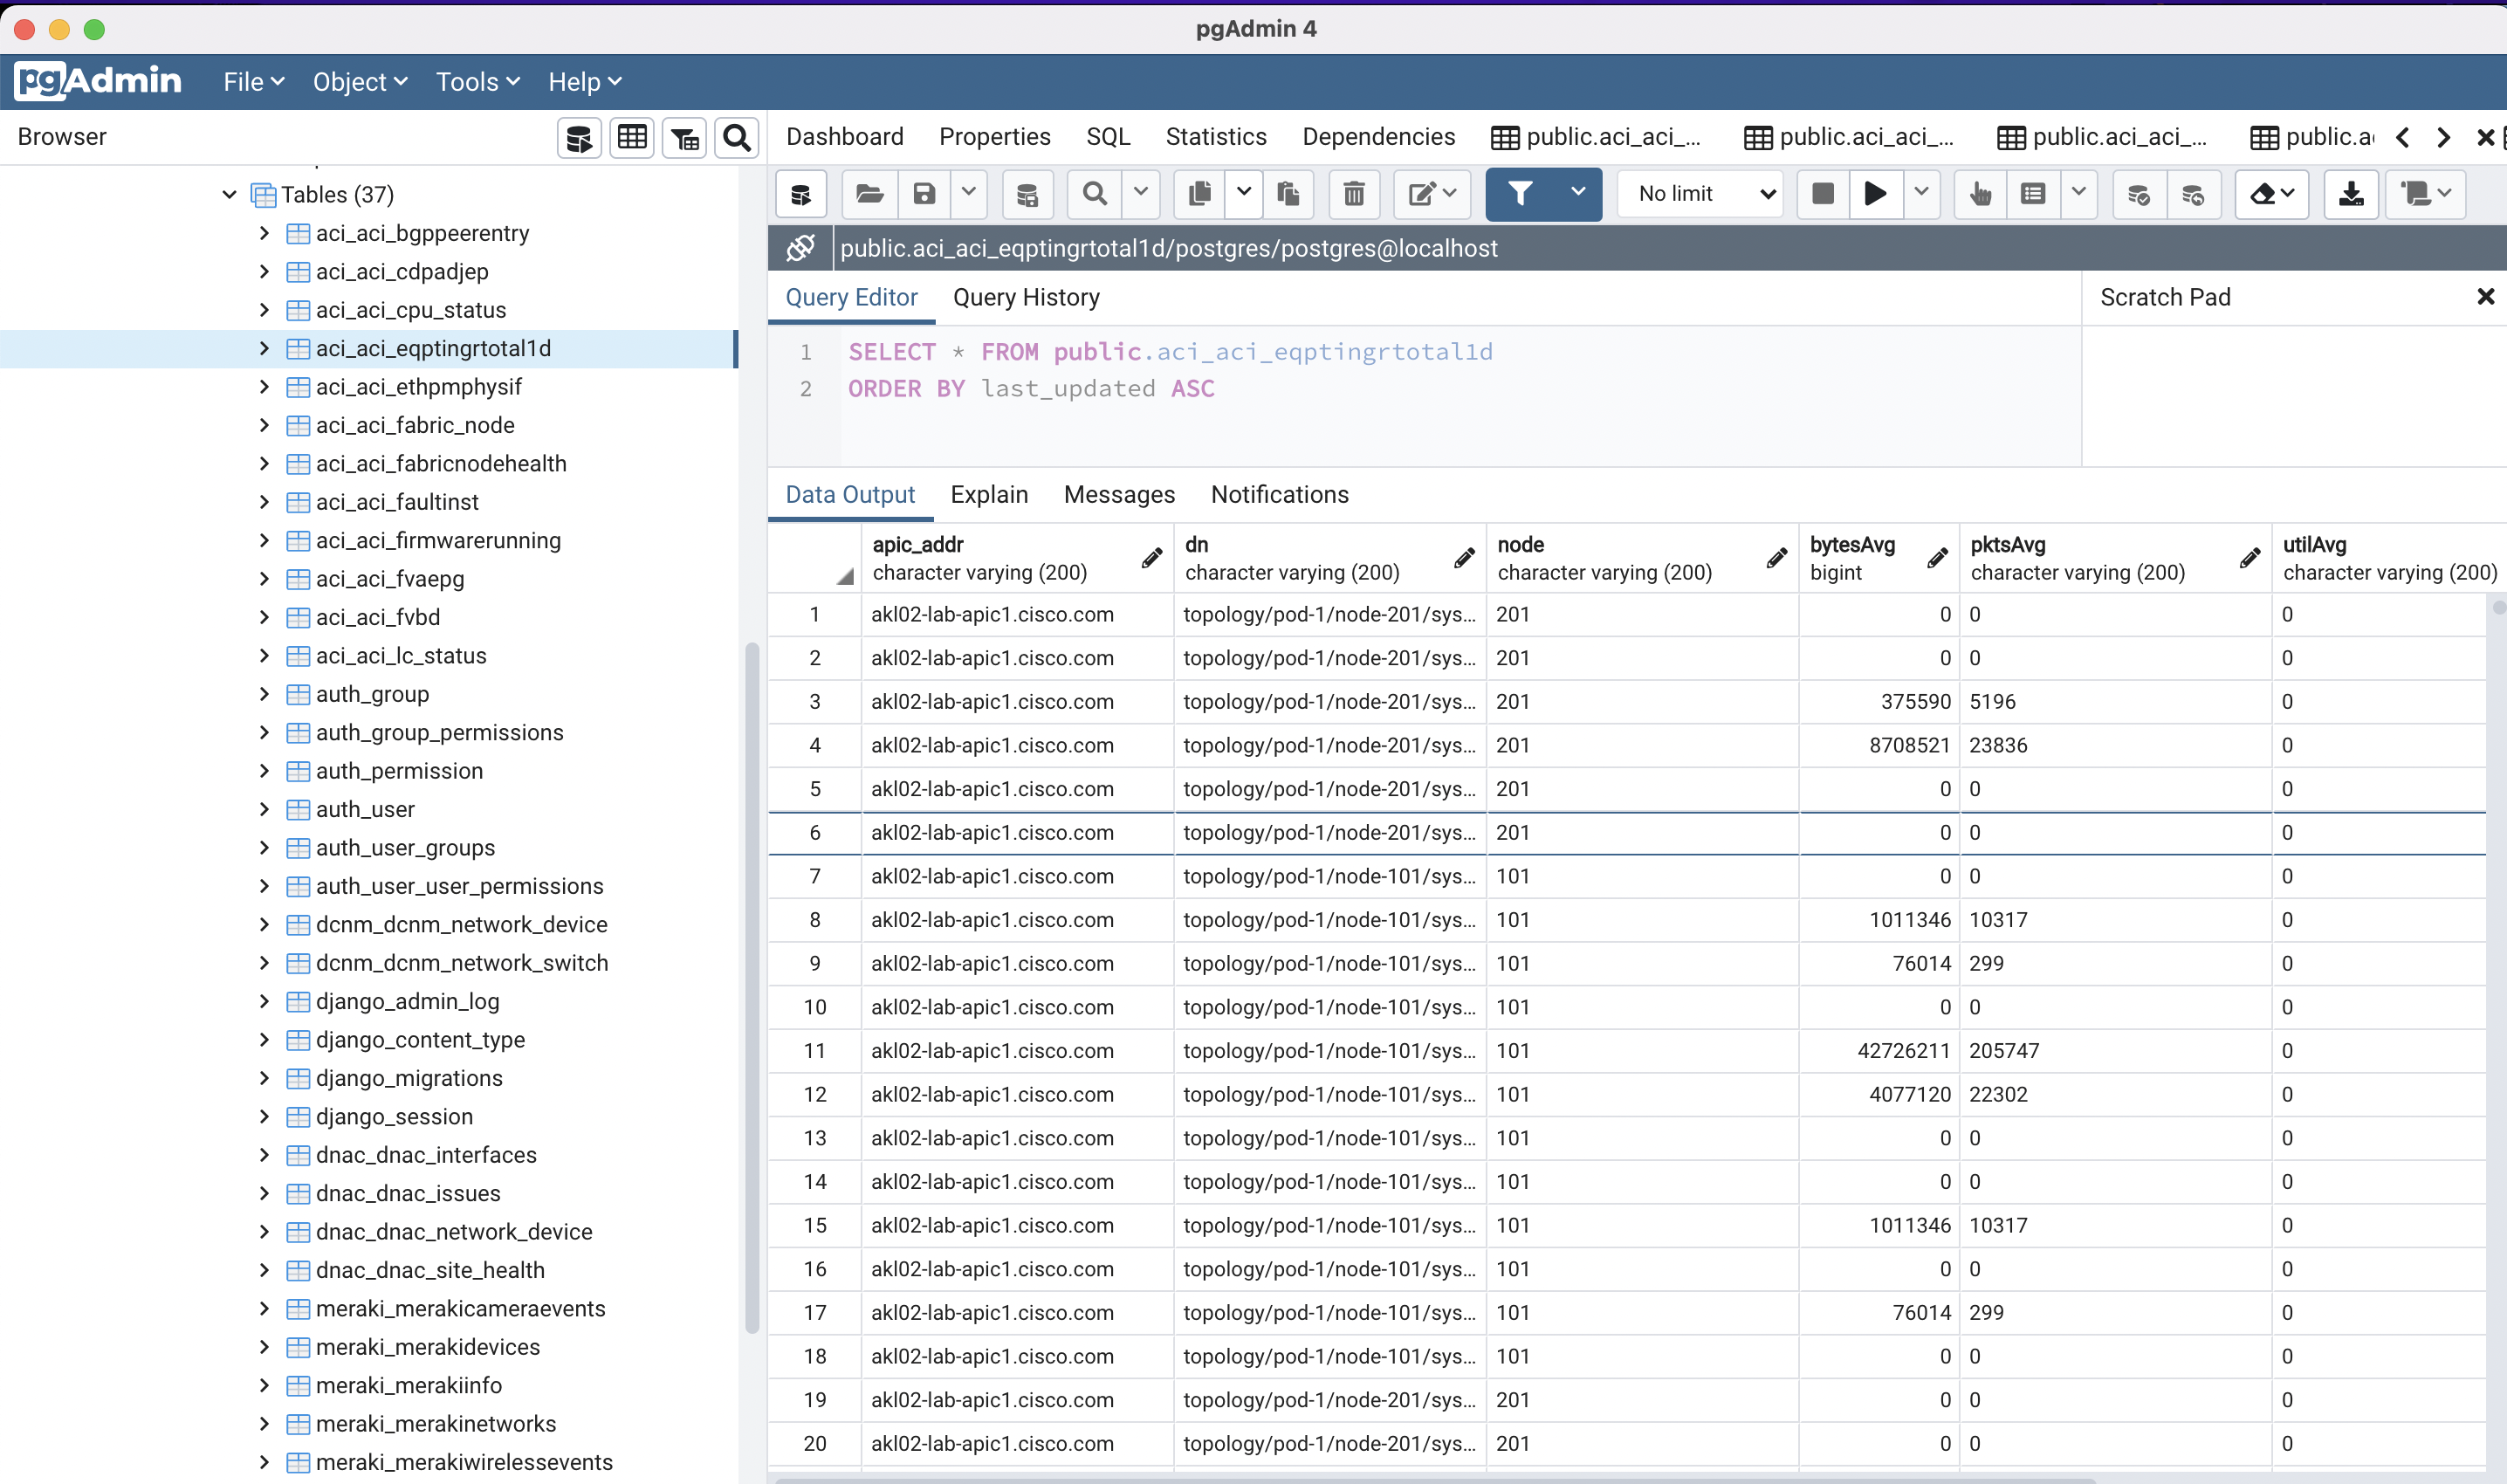 pgAdmin 4
pgAdmin File Object Tools Help
Browser
Dashboard Properties SQL Statistics Dependencies public.aci_aci_... public.aci_aci_... public.aci_aci_...
Tables (37)
aci_aci_bgppeerentry
aci_aci_cdpadjep
aci_aci_cpu_status
aci_aci_eqptingrtotal1d
aci_aci_ethpmphysif
aci_aci_fabric_node
aci_aci_fabricnodehealth
aci_aci_faultinst
aci_aci_firmwarerunning
aci_aci_fvaepg
aci_aci_fvbd
aci_aci_lc_status
auth_group
auth_group_permissions
auth_permission
auth_user
auth_user_groups
auth_user_user_permissions
dcnm_dcnm_network_device
dcnm_dcnm_network_switch
django_admin_log
django_content_type
django_migrations
django_session
dnac_dnac_interfaces
dnac_dnac_issues
dnac_dnac_network_device
dnac_dnac_site_health
meraki_merakicameraevents
meraki_merakidevices
meraki_merakiinfo
meraki_merakinetworks
meraki_merakiwirelessevents
No limit
public.aci_aci_eqptingrtotal1d/postgres/postgres@localhost
Query Editor Query History
Scratch Pad
1 SELECT * FROM public.aci_aci_eqptingrtotal1d
2 ORDER BY last_updated ASC
Data Output Explain Messages Notifications
apic_addr dn node bytesAvg pktsAvg utilAvg
character varying (200) character varying (200) character varying (200) bigint character varying (200) character varying (200)
1 akl02-lab-apic1.cisco.com topology/pod-1/node-201/sys... 201 0 0 0
2 akl02-lab-apic1.cisco.com topology/pod-1/node-201/sys... 201 0 0 0
3 akl02-lab-apic1.cisco.com topology/pod-1/node-201/sys... 201 375590 5196 0
4 akl02-lab-apic1.cisco.com topology/pod-1/node-201/sys... 201 8708521 23836 0
5 akl02-lab-apic1.cisco.com topology/pod-1/node-201/sys... 201 0 0 0
6 akl02-lab-apic1.cisco.com topology/pod-1/node-201/sys... 201 0 0 0
7 akl02-lab-apic1.cisco.com topology/pod-1/node-101/sys... 101 0 0 0
8 akl02-lab-apic1.cisco.com topology/pod-1/node-101/sys... 101 1011346 10317 0
9 akl02-lab-apic1.cisco.com topology/pod-1/node-101/sys... 101 76014 299 0
10 akl02-lab-apic1.cisco.com topology/pod-1/node-101/sys... 101 0 0 0
11 akl02-lab-apic1.cisco.com topology/pod-1/node-101/sys... 101 42726211 205747 0
12 akl02-lab-apic1.cisco.com topology/pod-1/node-101/sys... 101 4077120 22302 0
13 akl02-lab-apic1.cisco.com topology/pod-1/node-101/sys... 101 0 0 0
14 akl02-lab-apic1.cisco.com topology/pod-1/node-101/sys... 101 0 0 0
15 akl02-lab-apic1.cisco.com topology/pod-1/node-101/sys... 101 1011346 10317 0
16 akl02-lab-apic1.cisco.com topology/pod-1/node-101/sys... 101 0 0 0
17 akl02-lab-apic1.cisco.com topology/pod-1/node-101/sys... 101 76014 299 0
18 akl02-lab-apic1.cisco.com topology/pod-1/node-101/sys... 101 0 0 0
19 akl02-lab-apic1.cisco.com topology/pod-1/node-201/sys... 201 0 0 0
20 akl02-lab-apic1.cisco.com topology/pod-1/node-201/sys... 201 0 0 0